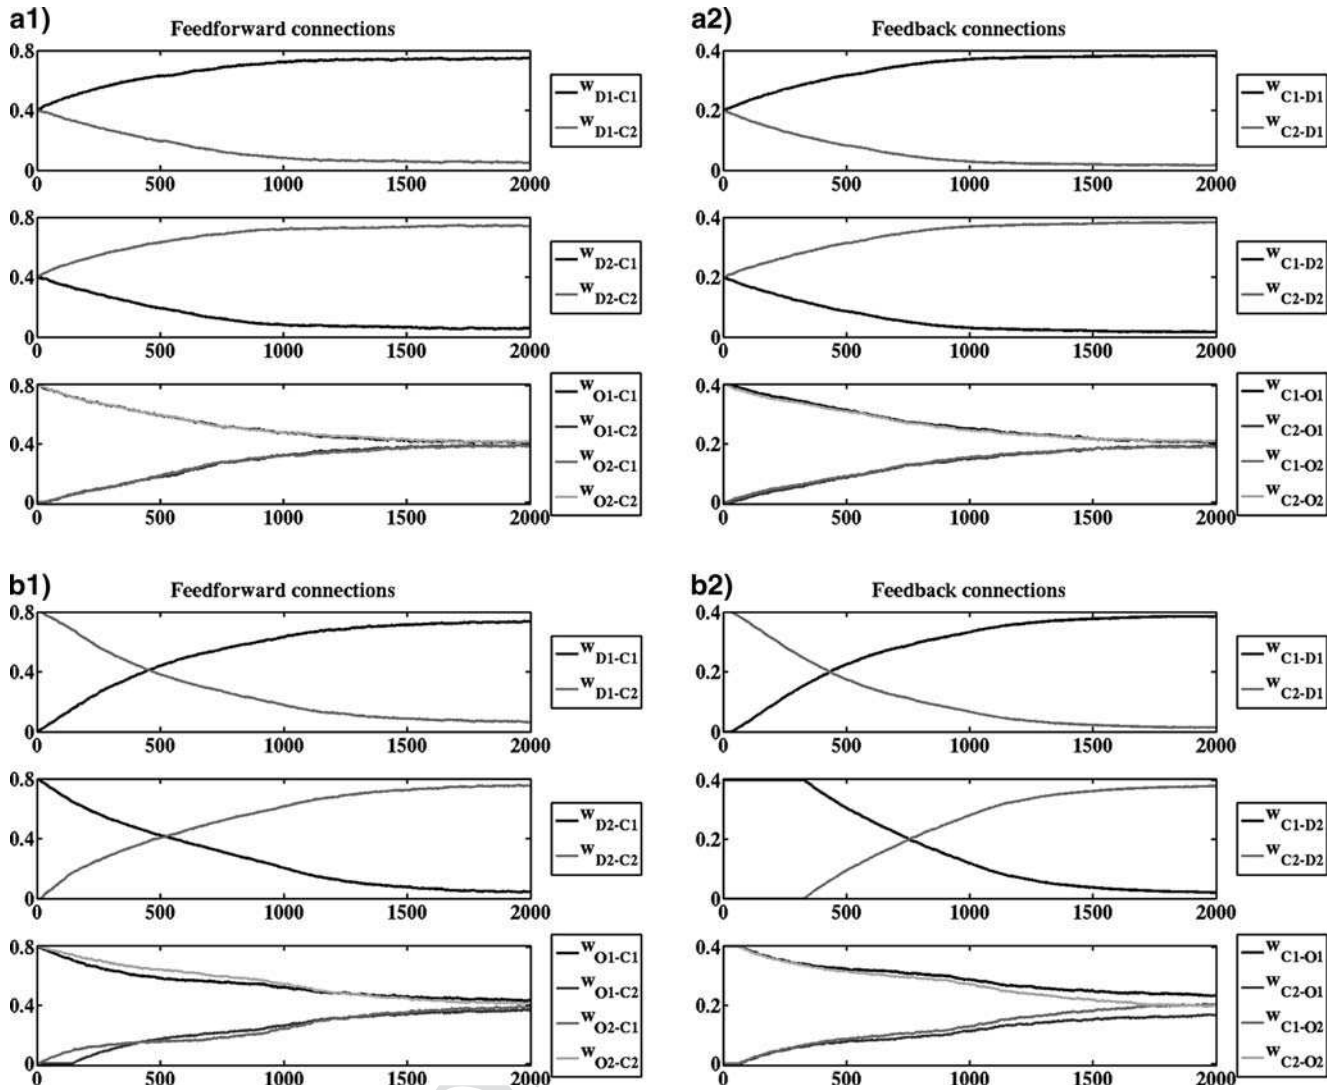 a1)
Feedforward connections
0.8
0.4
0
0 500 1000 1500 2000
w D1-C1
w D1-C2
0.8
0.4
0
0 500 1000 1500 2000
w D2-C1
w D2-C2
0.8
0.4
0
0 500 1000 1500 2000
w O1-C1
w O1-C2
w O2-C1
w O2-C2
a2)
Feedback connections
0.4
0.2
0
0 500 1000 1500 2000
w C1-D1
w C2-D1
0.4
0.2
0
0 500 1000 1500 2000
w C1-D2
w C2-D2
0.4
0.2
0
0 500 1000 1500 2000
w C1-O1
w C2-O1
w C1-O2
w C2-O2
b1)
Feedforward connections
0.8
0.4
0
0 500 1000 1500 2000
w D1-C1
w D1-C2
0.8
0.4
0
0 500 1000 1500 2000
w D2-C1
w D2-C2
0.8
0.4
0
0 500 1000 1500 2000
w O1-C1
w O1-C2
w O2-C1
w O2-C2
b2)
Feedback connections
0.4
0.2
0
0 500 1000 1500 2000
w C1-D1
w C2-D1
0.4
0.2
0
0 500 1000 1500 2000
w C1-D2
w C2-D2
0.4
0.2
0
0 500 1000 1500 2000
w C1-O1
w C2-O1
w C1-O2
w C2-O2